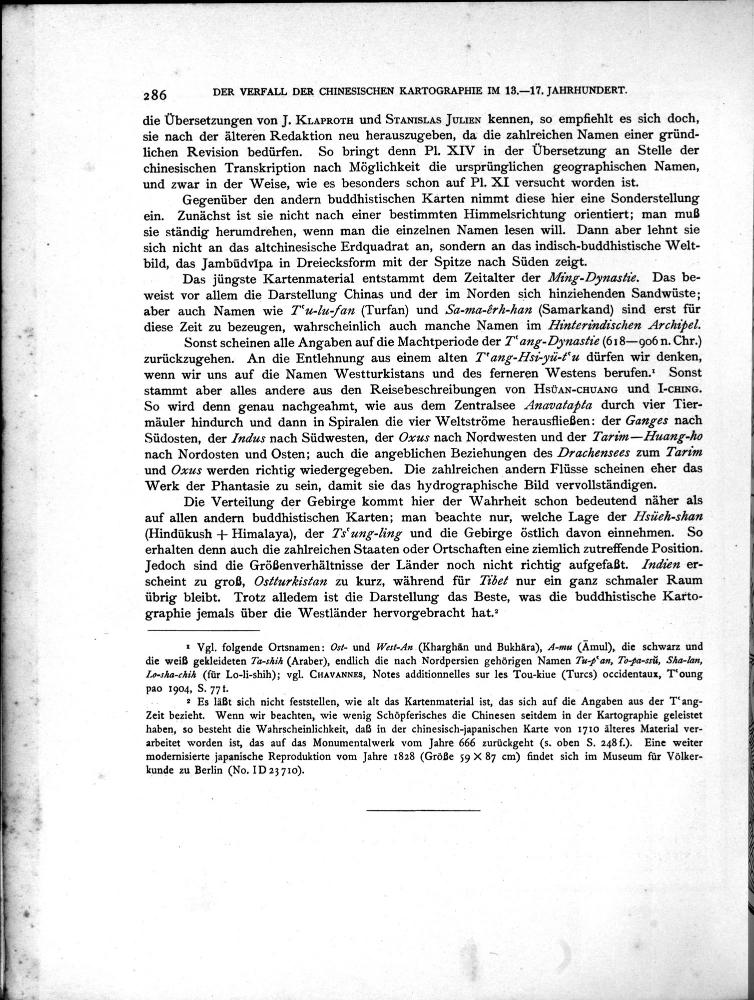 286 DER VERFALL DER CHINESISCHEN KARTOGRAPHIE IM 13.—17. JAHRHUNDERT.
die Übersetzungen von J. KLAPROTH und STANISLAS JULIEN kennen, so empfiehlt es sich doch,
sie nach der älteren Redaktion neu herauszugeben, da die zahlreichen Namen einer gründ-
lichen Revision bedürfen. So bringt denn Pl. XIV in der Übersetzung an Stelle der
chinesischen Transkription nach Möglichkeit die ursprünglichen geographischen Namen,
und zwar in der Weise, wie es besonders schon auf Pl. XI versucht worden ist.
Gegenüber den andern buddhistischen Karten nimmt diese hier eine Sonderstellung
ein. Zunächst ist sie nicht nach einer bestimmten Himmelsrichtung orientiert; man muß
sie ständig herumdrehen, wenn man die einzelnen Namen lesen will. Dann aber lehnt sie
sich nicht an das altchinesische Erdquadrat an, sondern an das indisch-buddhistische Welt-
bild, das Jambūdvīpa in Dreiecksform mit der Spitze nach Süden zeigt.
Das jüngste Kartenmaterial entstammt dem Zeitalter der Ming-Dynastie. Das be-
weist vor allem die Darstellung Chinas und der im Norden sich hinziehenden Sandwüste;
aber auch Namen wie Tʻu-lu-fan (Turfan) und Sa-ma-êrh-han (Samarkand) sind erst für
diese Zeit zu bezeugen, wahrscheinlich auch manche Namen im Hinterindischen Archipel.
Sonst scheinen alle Angaben auf die Machtperiode der Tʻang-Dynastie (618—906 n. Chr.)
zurückzugehen. An die Entlehnung aus einem alten Tʻang-Hsi-yü-tʻu dürfen wir denken,
wenn wir uns auf die Namen Westturkistans und des ferneren Westens berufen.¹ Sonst
stammt aber alles andere aus den Reisebeschreibungen von HSÜAN-CHUANG und I-CHING.
So wird denn genau nachgeahmt, wie aus dem Zentralsee Anavatapta durch vier Tier-
mäuler hindurch und dann in Spiralen die vier Weltströme herausfließen: der Ganges nach
Südosten, der Indus nach Südwesten, der Oxus nach Nordwesten und der Tarim—Huang-ho
nach Nordosten und Osten; auch die angeblichen Beziehungen des Drachensees zum Tarim
und Oxus werden richtig wiedergegeben. Die zahlreichen andern Flüsse scheinen eher das
Werk der Phantasie zu sein, damit sie das hydrographische Bild vervollständigen.
Die Verteilung der Gebirge kommt hier der Wahrheit schon bedeutend näher als
auf allen andern buddhistischen Karten; man beachte nur, welche Lage der Hsüeh-shan
(Hindūkush + Himalaya), der Tsʻung-ling und die Gebirge östlich davon einnehmen. So
erhalten denn auch die zahlreichen Staaten oder Ortschaften eine ziemlich zutreffende Position.
Jedoch sind die Größenverhältnisse der Länder noch nicht richtig aufgefaßt. Indien er-
scheint zu groß, Ostturkistan zu kurz, während für Tibet nur ein ganz schmaler Raum
übrig bleibt. Trotz alledem ist die Darstellung das Beste, was die buddhistische Karto-
graphie jemals über die Westländer hervorgebracht hat.²
¹ Vgl. folgende Ortsnamen: Ost- und West-An (Kharghān und Bukhāra), A-mu (Āmul), die schwarz und
die weiß gekleideten Ta-shih (Araber), endlich die nach Nordpersien gehörigen Namen Tu-pʻan, To-pa-ssŭ, Sha-lan,
Lo-sha-chih (für Lo-li-shih); vgl. CHAVANNES, Notes additionnelles sur les Tou-kiue (Turcs) occidentaux, Tʻoung
pao 1904, S. 77 f.
² Es läßt sich nicht feststellen, wie alt das Kartenmaterial ist, das sich auf die Angaben aus der Tʻang-
Zeit bezieht. Wenn wir beachten, wie wenig Schöpferisches die Chinesen seitdem in der Kartographie geleistet
haben, so besteht die Wahrscheinlichkeit, daß in der chinesisch-japanischen Karte von 1710 älteres Material ver-
arbeitet worden ist, das auf das Monumentalwerk vom Jahre 666 zurückgeht (s. oben S. 248 f.). Eine weiter
modernisierte japanische Reproduktion vom Jahre 1828 (Größe 59 × 87 cm) findet sich im Museum für Völker-
kunde zu Berlin (No. I D 23 710).